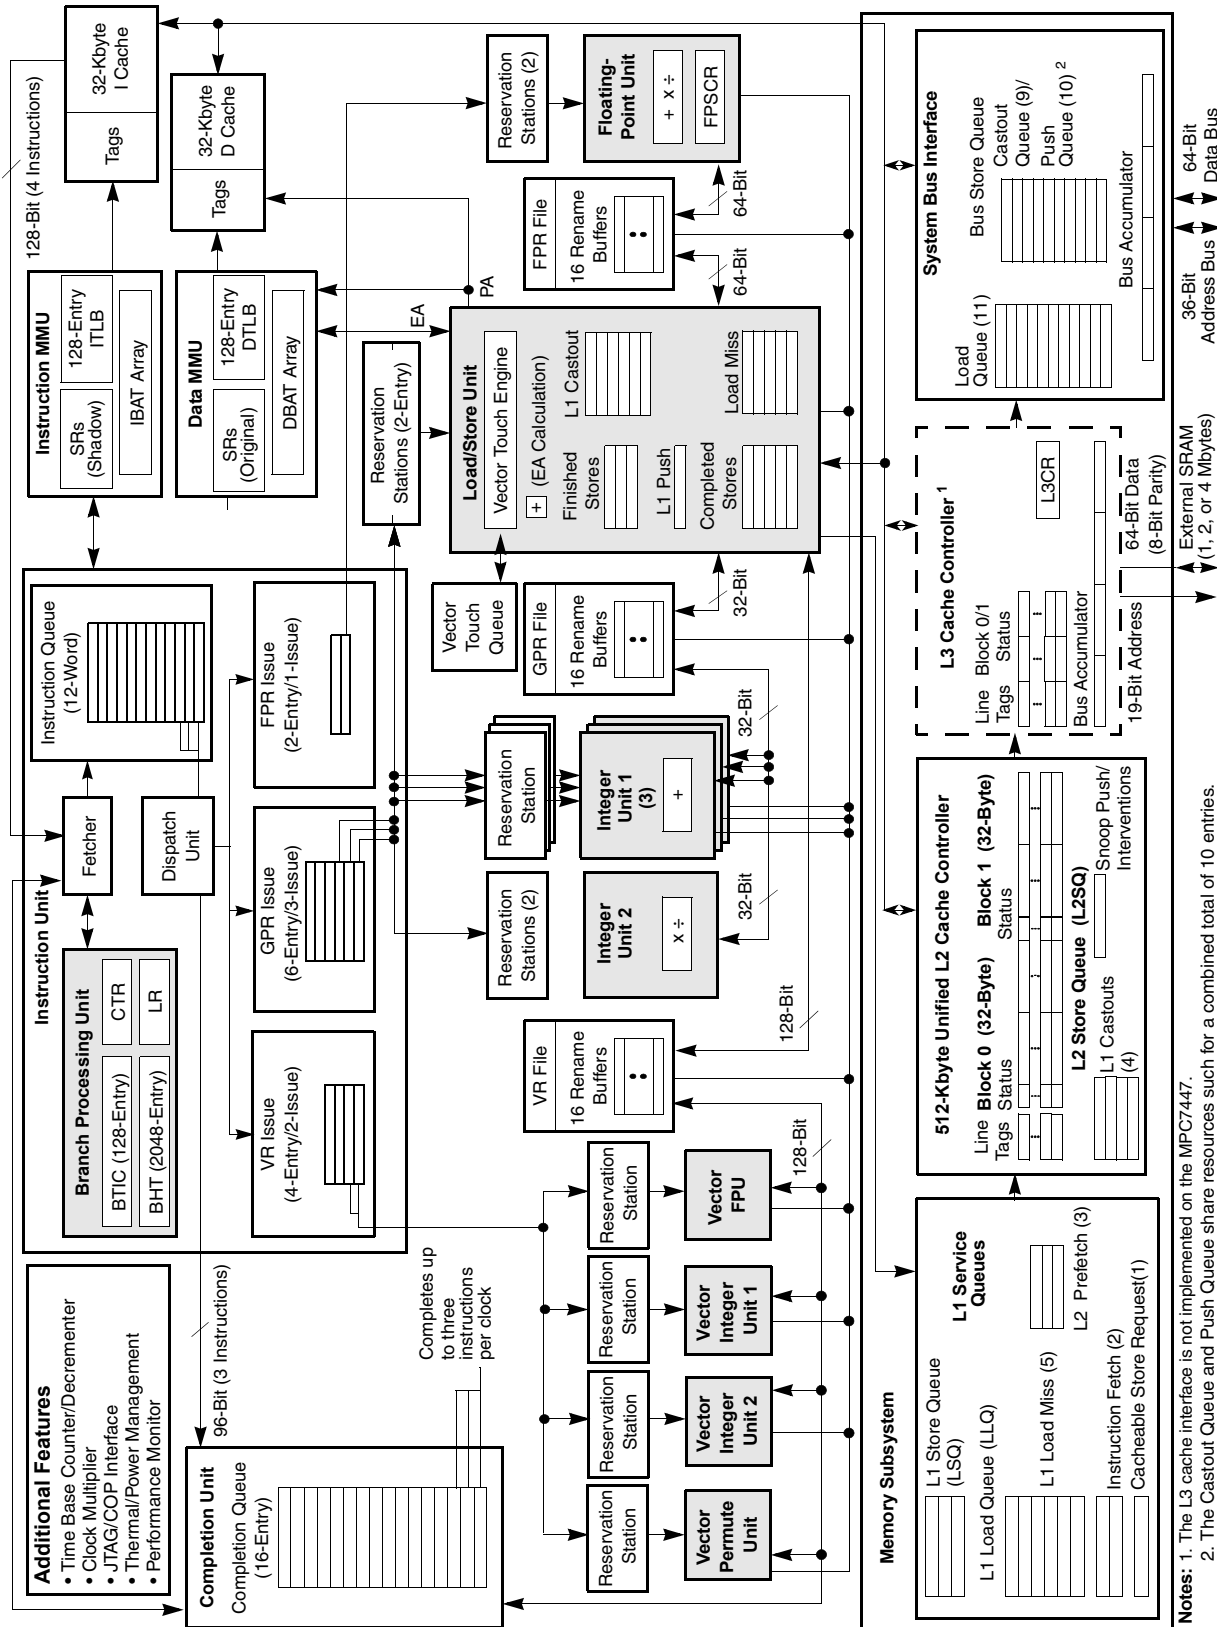 Additional Features
• Time Base Counter/Decrementer
• Clock Multiplier
• JTAG/COP Interface
• Thermal/Power Management
• Performance Monitor
Instruction Unit
Branch Processing Unit
BTIC (128-Entry)
CTR
BHT (2048-Entry)
LR
Fetcher
Dispatch
Unit
Instruction Queue
(12-Word)
VR Issue
(4-Entry/2-Issue)
GPR Issue
(6-Entry/3-Issue)
FPR Issue
(2-Entry/1-Issue)
96-Bit (3 Instructions)
128-Bit (4 Instructions)
Instruction MMU
SRs
(Shadow)
128-Entry
ITLB
IBAT Array
Tags
32-Kbyte
I Cache
Data MMU
SRs
(Original)
128-Entry
DTLB
DBAT Array
Tags
32-Kbyte
D Cache
EA
PA
Completion Unit
Completion Queue
(16-Entry)
Completes up
to three
instructions
per clock
Reservation
Stations (2-Entry)
Reservation
Station
Reservation
Station
Reservation
Station
Reservation
Station
Vector
Permute
Unit
Vector
Integer
Unit 2
Vector
Integer
Unit 1
Vector
FPU
128-Bit
VR File
16 Rename
Buffers
128-Bit
Reservation
Stations (2)
Integer
Unit 2
x ÷
32-Bit
Reservation
Station
Integer
Unit 1
(3)
+
32-Bit
GPR File
16 Rename
Buffers
32-Bit
Vector
Touch
Queue
Load/Store Unit
Vector Touch Engine
+
(EA Calculation)
Finished
Stores
L1 Castout
L1 Push
Completed
Stores
Load Miss
64-Bit
FPR File
16 Rename
Buffers
64-Bit
Reservation
Stations (2)
Floating-
Point Unit
+ x ÷
FPSCR
Memory Subsystem
L1 Store Queue
(LSQ)
L1 Load Queue (LLQ)
L1 Load Miss (5)
Instruction Fetch (2)
Cacheable Store Request(1)
L1 Service
Queues
L2 Prefetch (3)
512-Kbyte Unified L2 Cache Controller
Line
Tags
Block 0 (32-Byte)
Status
Block 1 (32-Byte)
Status
L2 Store Queue (L2SQ)
L1 Castouts
(4)
Snoop Push/
Interventions
L3 Cache Controller 1
Line
Tags
Block 0/1
Status
L3CR
Bus Accumulator
19-Bit Address
64-Bit Data
(8-Bit Parity)
External SRAM
(1, 2, or 4 Mbytes)
System Bus Interface
Load
Queue (11)
Bus Store Queue
Castout
Queue (9)/
Push
Queue (10) 2
Bus Accumulator
36-Bit
Address Bus
64-Bit
Data Bus
Notes: 1. The L3 cache interface is not implemented on the MPC7447.
2. The Castout Queue and Push Queue share resources such for a combined total of 10 entries.